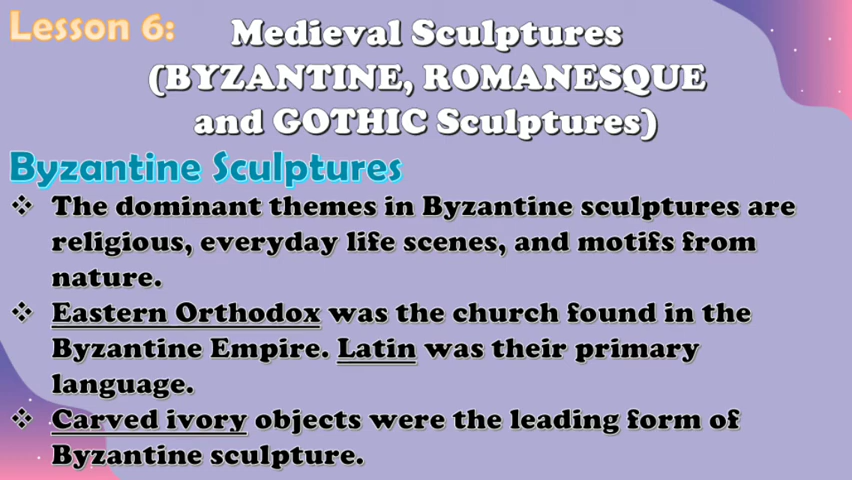 Lesson 6:
Medieval Sculptures
(BYZANTINE, ROMANESQUE
and GOTHIC Sculptures)
Byzantine Sculptures
❖ The dominant themes in Byzantine sculptures are
religious, everyday life scenes, and motifs from
nature.
❖ Eastern Orthodox was the church found in the
Byzantine Empire. Latin was their primary
language.
❖ Carved ivory objects were the leading form of
Byzantine sculpture.